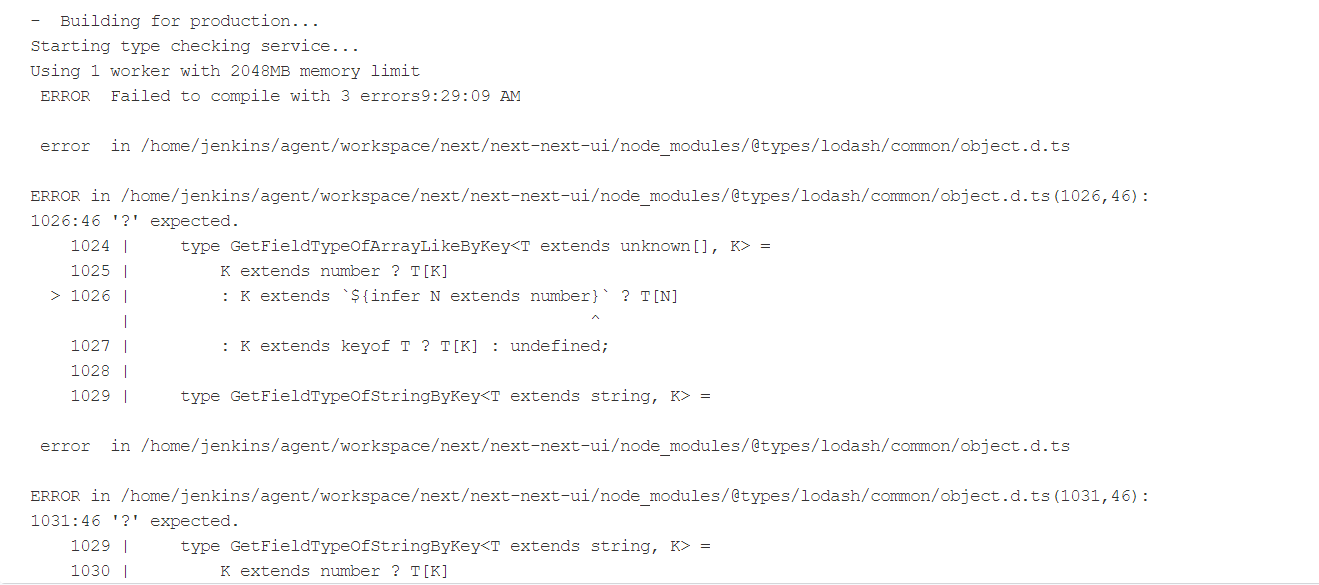 -  Building for production...
Starting type checking service...
Using 1 worker with 2048MB memory limit
 ERROR  Failed to compile with 3 errors9:29:09 AM
 error  in /home/jenkins/agent/workspace/next/next-next-ui/node_modules/@types/lodash/common/object.d.ts
ERROR in /home/jenkins/agent/workspace/next/next-next-ui/node_modules/@types/lodash/common/object.d.ts(1026,46):
1026:46 '?' expected.
    1024 |     type GetFieldTypeOfArrayLikeByKey<T extends unknown[], K> =
    1025 |         K extends number ? T[K]
  > 1026 |         : K extends `${infer N extends number}` ? T[N]
         |                                              ^
    1027 |         : K extends keyof T ? T[K] : undefined;
    1028 |
    1029 |     type GetFieldTypeOfStringByKey<T extends string, K> =
 error  in /home/jenkins/agent/workspace/next/next-next-ui/node_modules/@types/lodash/common/object.d.ts
ERROR in /home/jenkins/agent/workspace/next/next-next-ui/node_modules/@types/lodash/common/object.d.ts(1031,46):
1031:46 '?' expected.
    1029 |     type GetFieldTypeOfStringByKey<T extends string, K> =
    1030 |         K extends number ? T[K]